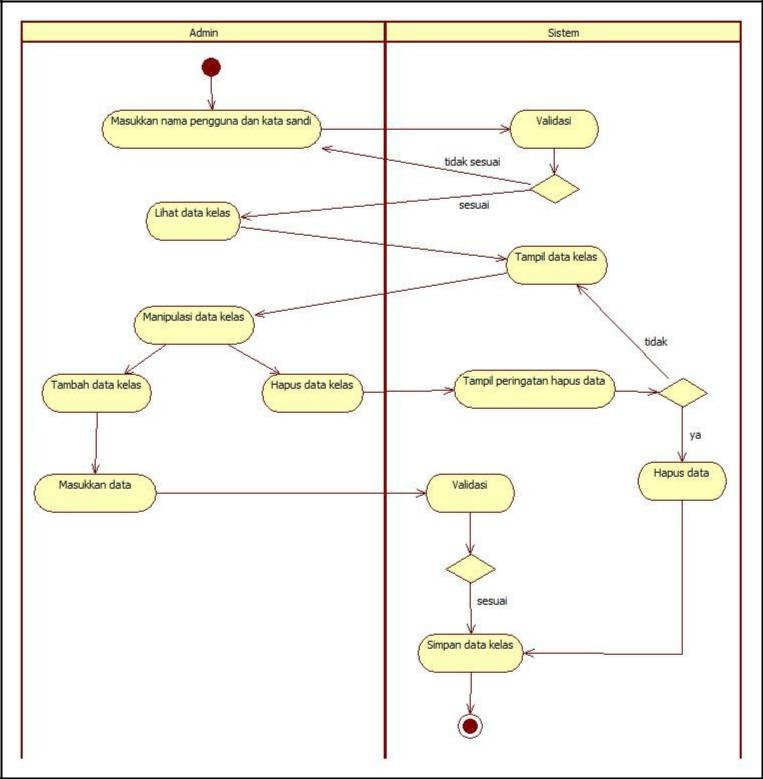 Admin
Sistem
Masukkan nama pengguna dan kata sandi
Validasi
tidak sesuai
sesuai
Lihat data kelas
Tampil data kelas
Manipulasi data kelas
tidak
Tambah data kelas
Hapus data kelas
Tampil peringatan hapus data
ya
Masukkan data
Validasi
Hapus data
sesuai
Simpan data kelas